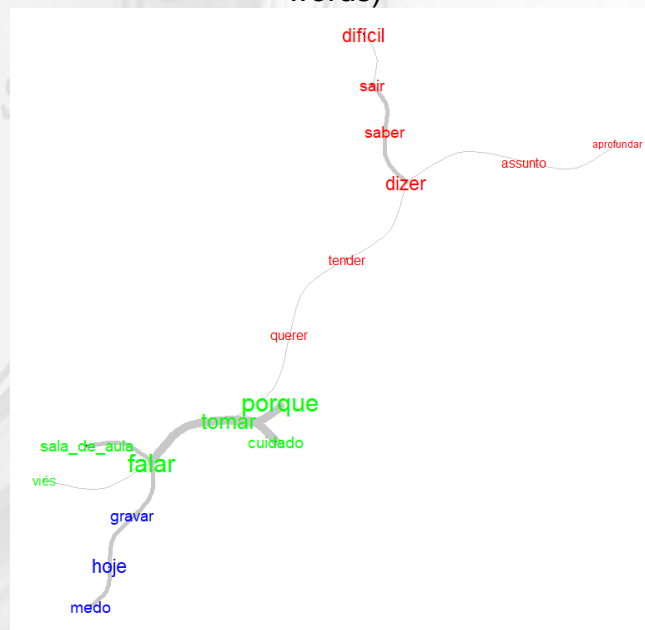 difícil
sair
saber
aprofundar
assunto
dizer
tender
querer
porque
tomar
cuidado
sala_de_aula
falar
viés
gravar
hoje
medo